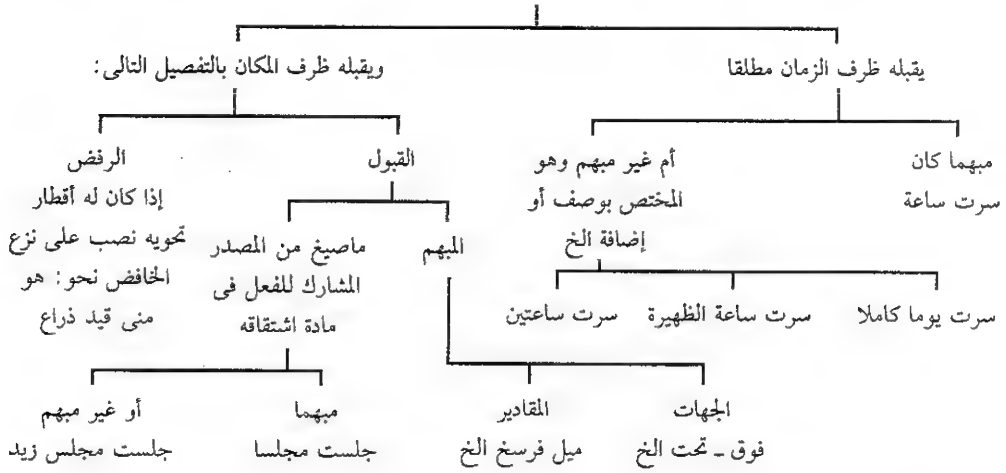 يقبله ظرف الزمان مطلقا
ويقبله ظرف المكان بالتفصيل التالى:
مبهما كان
سرت ساعة
أم غير مبهم وهو
المختص بوصف أو
إضافة الخ
سرت يوما كاملا
سرت ساعة الظهيرة
سرت ساعتين
القبول
الرفض
إذا كان له أقطار
تحويه نصب على نزع
الخافض نحو: هو
منى قيد ذراع
المبهم
ماصيغ من المصدر
المشارك للفعل فى
مادة اشتقاقه
الجهات
فوق ـ تحت الخ
المقادير
ميل فرسخ الخ
مبهما
جلست مجلسا
أو غير مبهم
جلست مجلس زيد